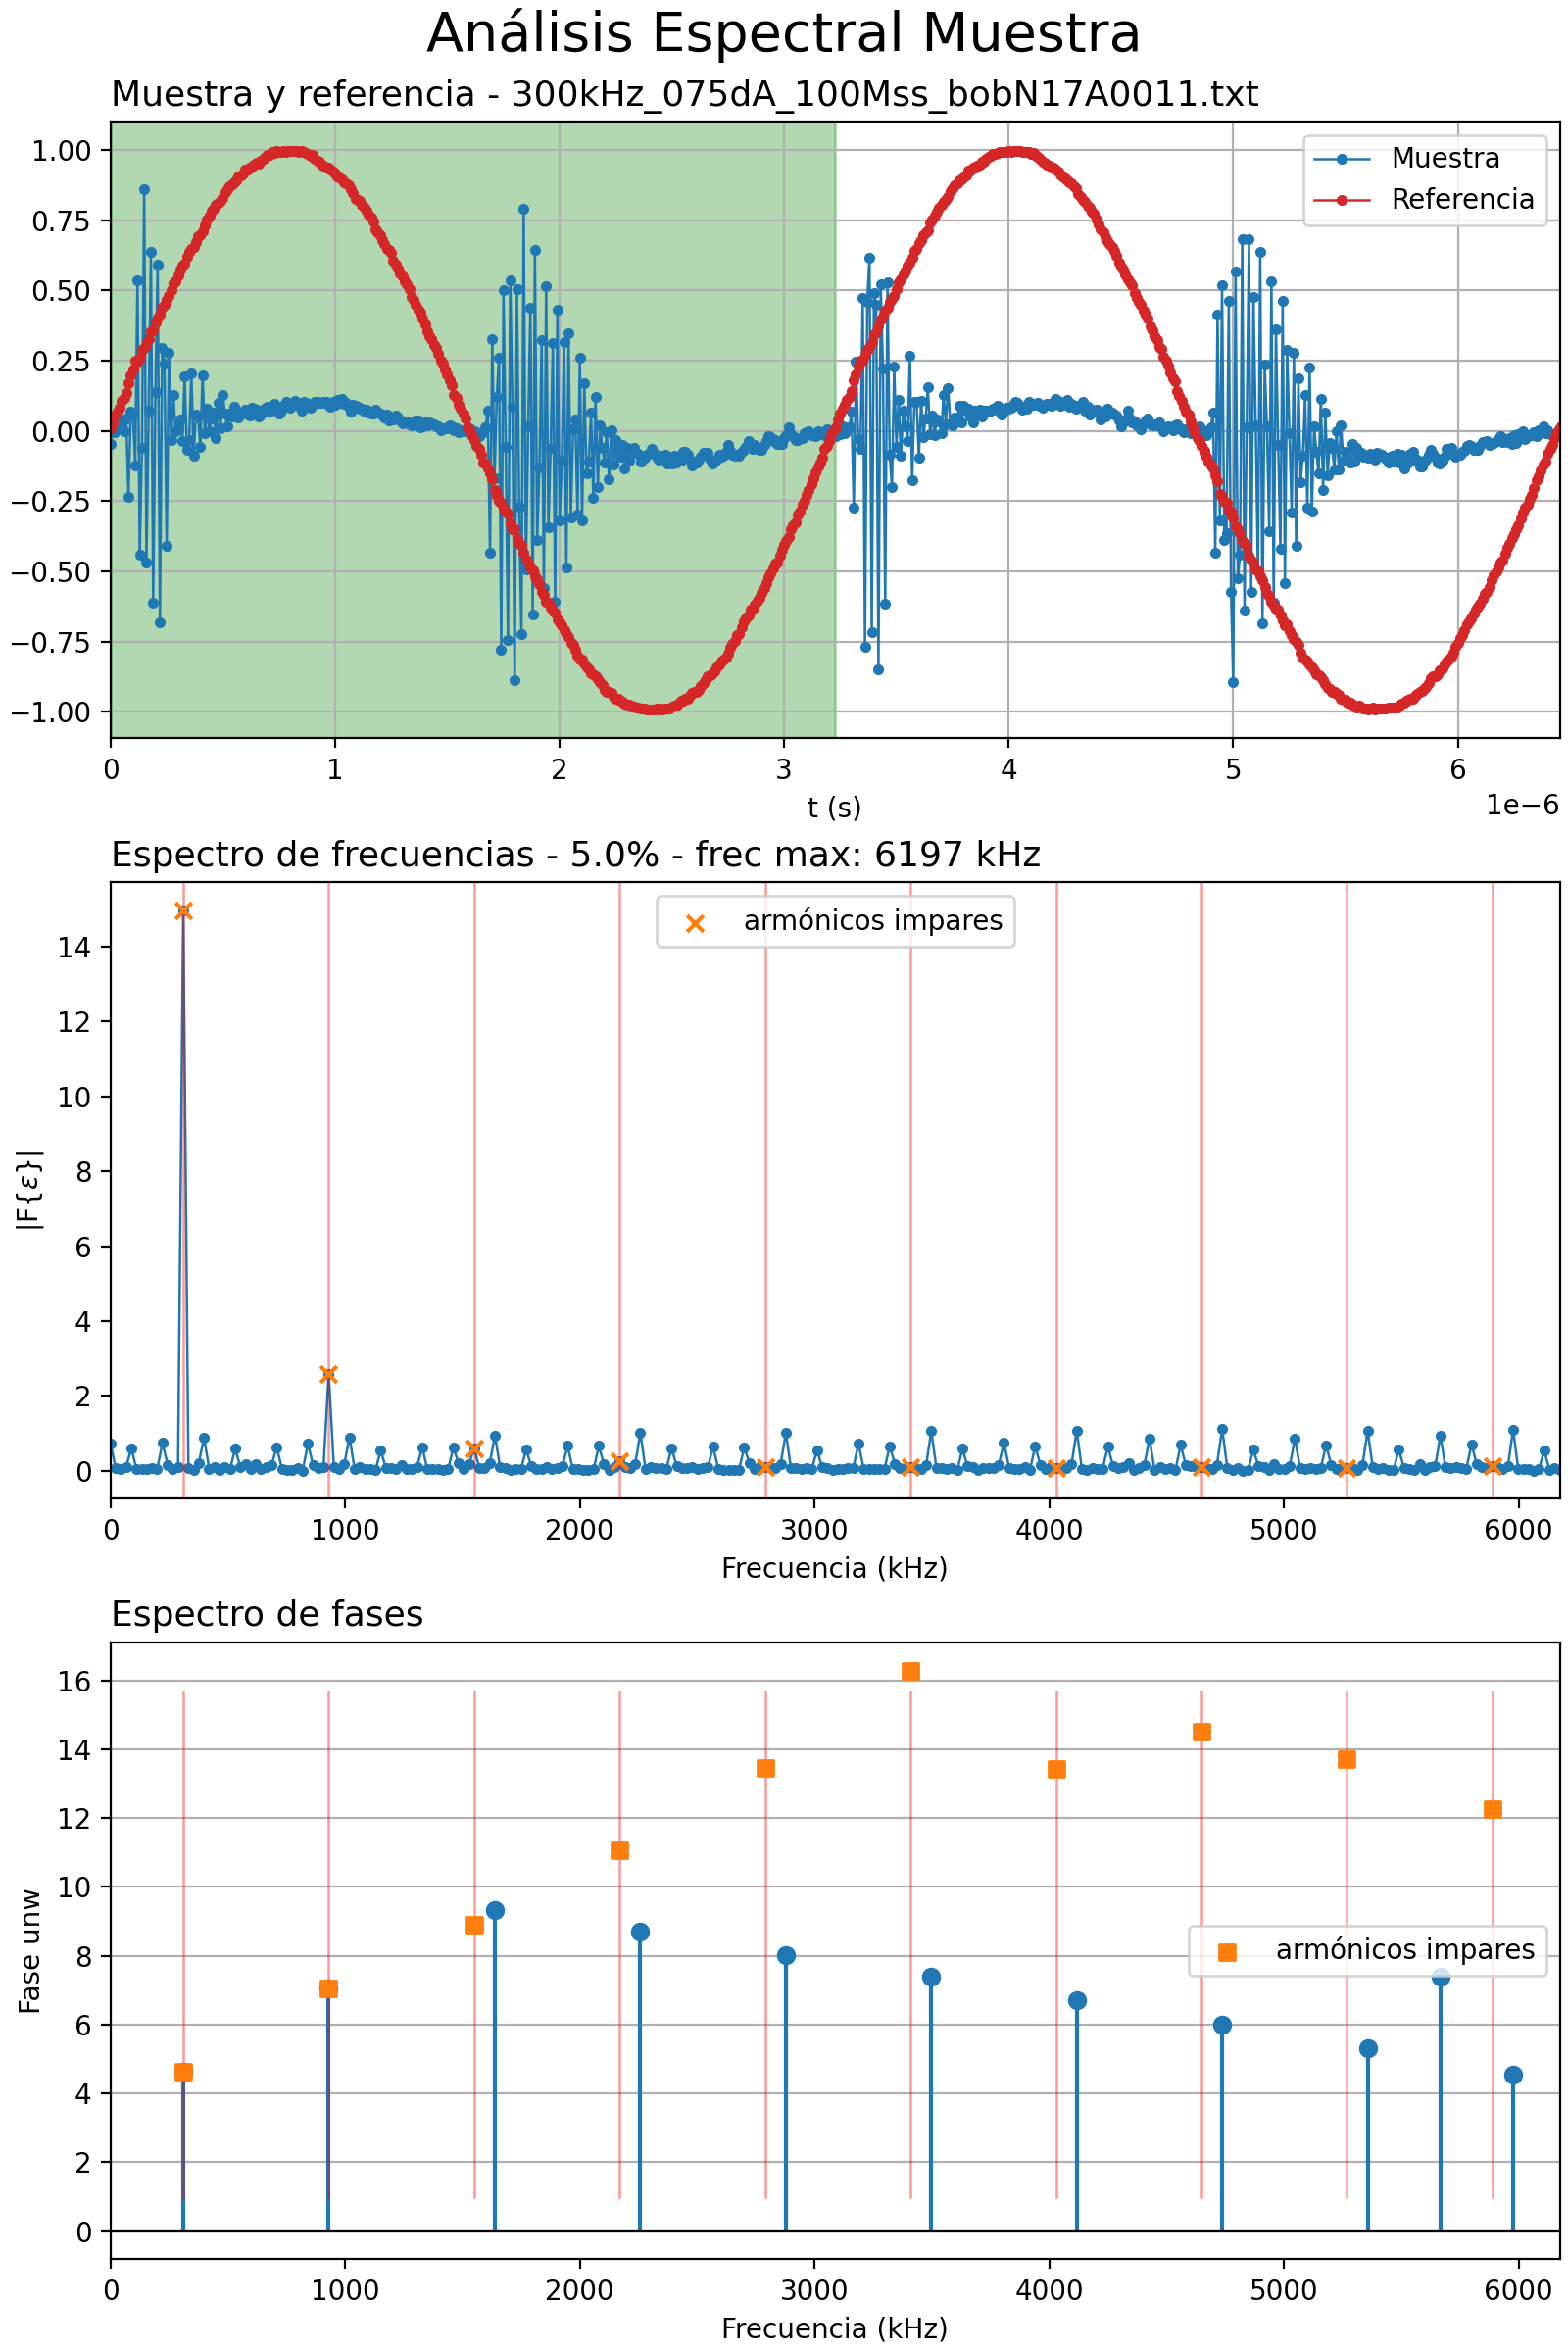 Análisis Espectral Muestra
Muestra y referencia - 300kHz_075dA_100Mss_bobN17A0011.txt
1.00
0.75
0.50
0.25
0.00
−0.25
−0.50
−0.75
−1.00
Muestra
Referencia
0 1 2 3 4 5 6
1e−6
t (s)
Espectro de frecuencias - 5.0% - frec max: 6197 kHz
|F{ε}|
14
12
10
8
6
4
2
0
armónicos impares
0 1000 2000 3000 4000 5000 6000
Frecuencia (kHz)
Espectro de fases
Fase unw
16
14
12
10
8
6
4
2
0
armónicos impares
0 1000 2000 3000 4000 5000 6000
Frecuencia (kHz)